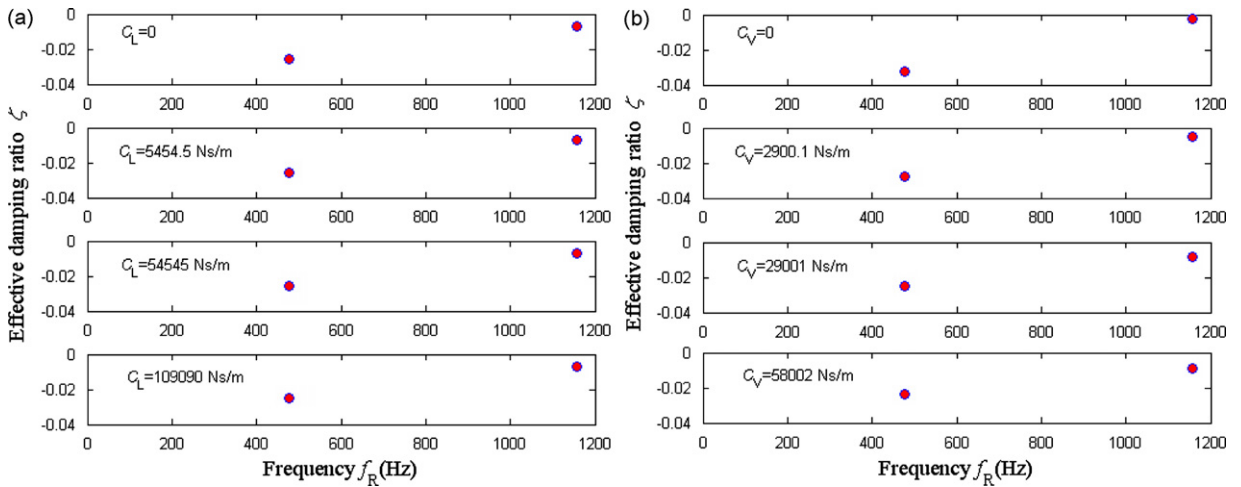 (a)
Effective damping ratio ζ
0
-0.02
-0.04
C_L=0
0 200 400 600 800 1000 1200
0
-0.02
-0.04
C_L=5454.5 Ns/m
0 200 400 600 800 1000 1200
0
-0.02
-0.04
C_L=54545 Ns/m
0 200 400 600 800 1000 1200
0
-0.02
-0.04
C_L=109090 Ns/m
0 200 400 600 800 1000 1200
Frequency f_R(Hz)
(b)
Effective damping ratio ζ
0
-0.02
-0.04
C_V=0
0 200 400 600 800 1000 1200
0
-0.02
-0.04
C_V=2900.1 Ns/m
0 200 400 600 800 1000 1200
0
-0.02
-0.04
C_V=29001 Ns/m
0 200 400 600 800 1000 1200
0
-0.02
-0.04
C_V=58002 Ns/m
0 200 400 600 800 1000 1200
Frequency f_R(Hz)